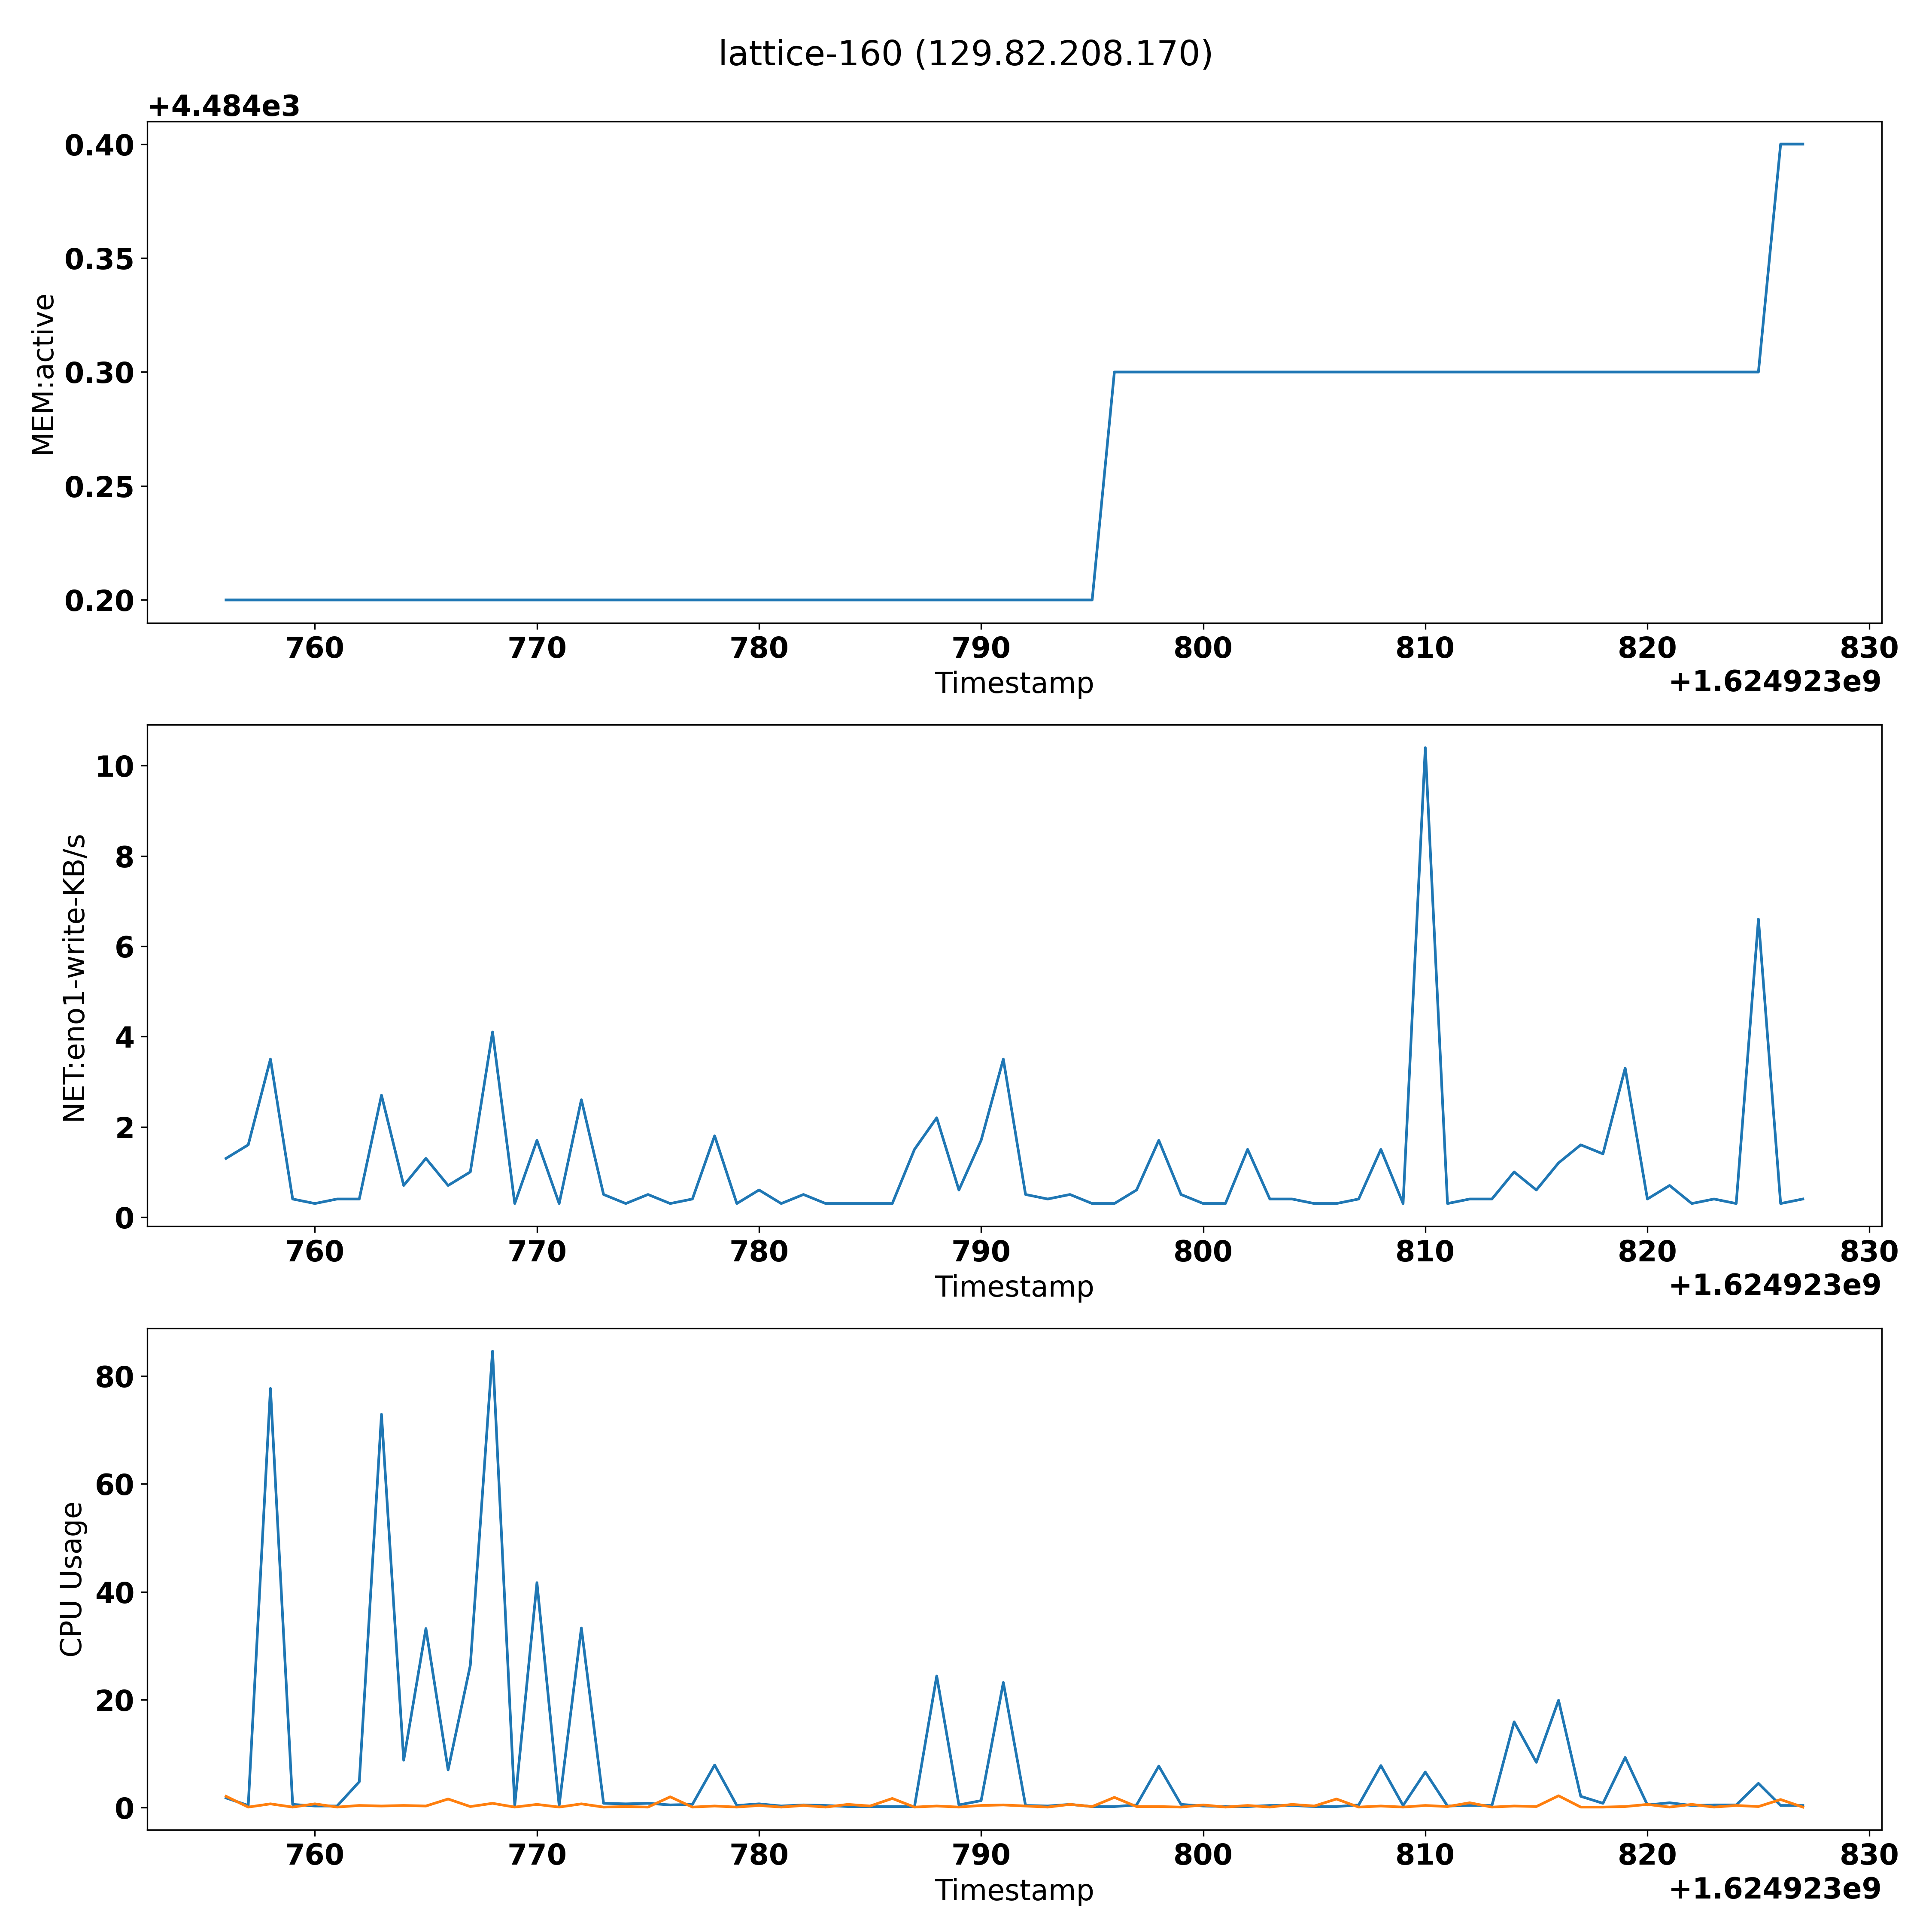 lattice-160 (129.82.208.170)
+4.484e3
0.40
0.35
0.30
0.25
0.20
MEM:active
760 770 780 790 800 810 820 830
Timestamp
+1.624923e9
10
8
6
4
2
0
NET:eno1-write-KB/s
760 770 780 790 800 810 820 830
Timestamp
+1.624923e9
80
60
40
20
0
CPU Usage
760 770 780 790 800 810 820 830
Timestamp
+1.624923e9